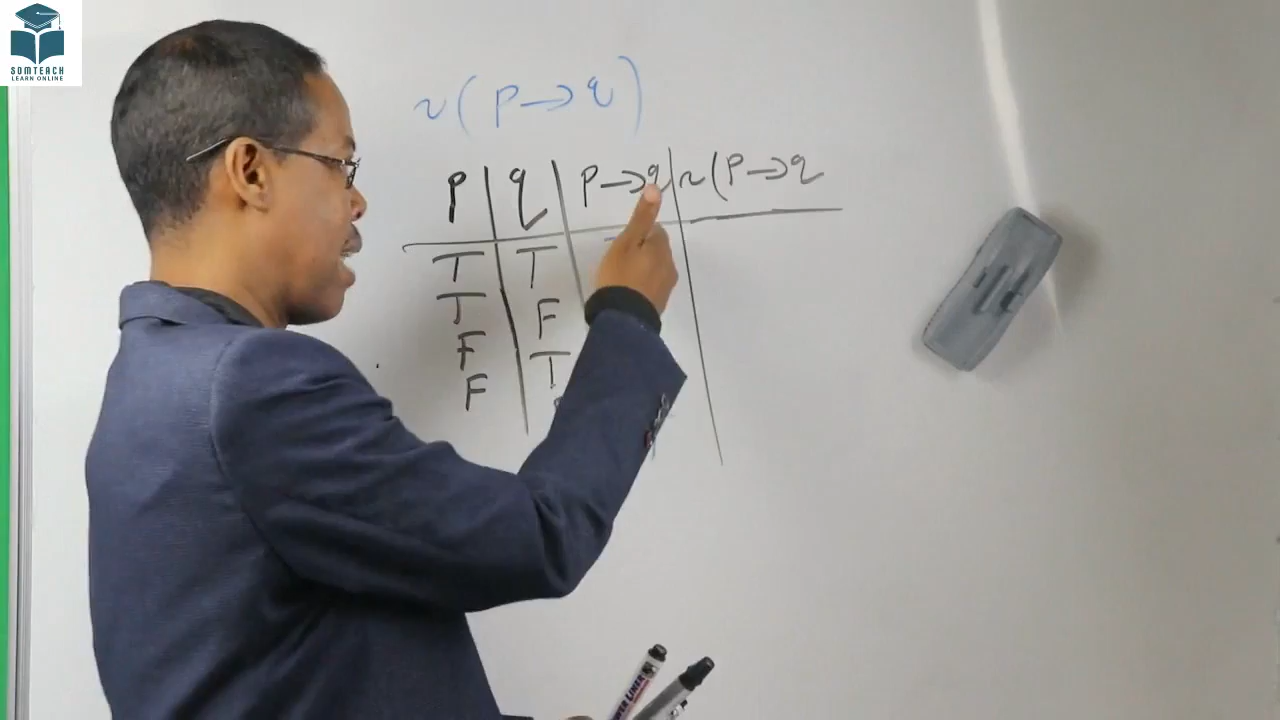 SOMTEACH
LEARN ONLINE
~(P→q)
P q P→q ~(P→q
T T
T F
F T
F